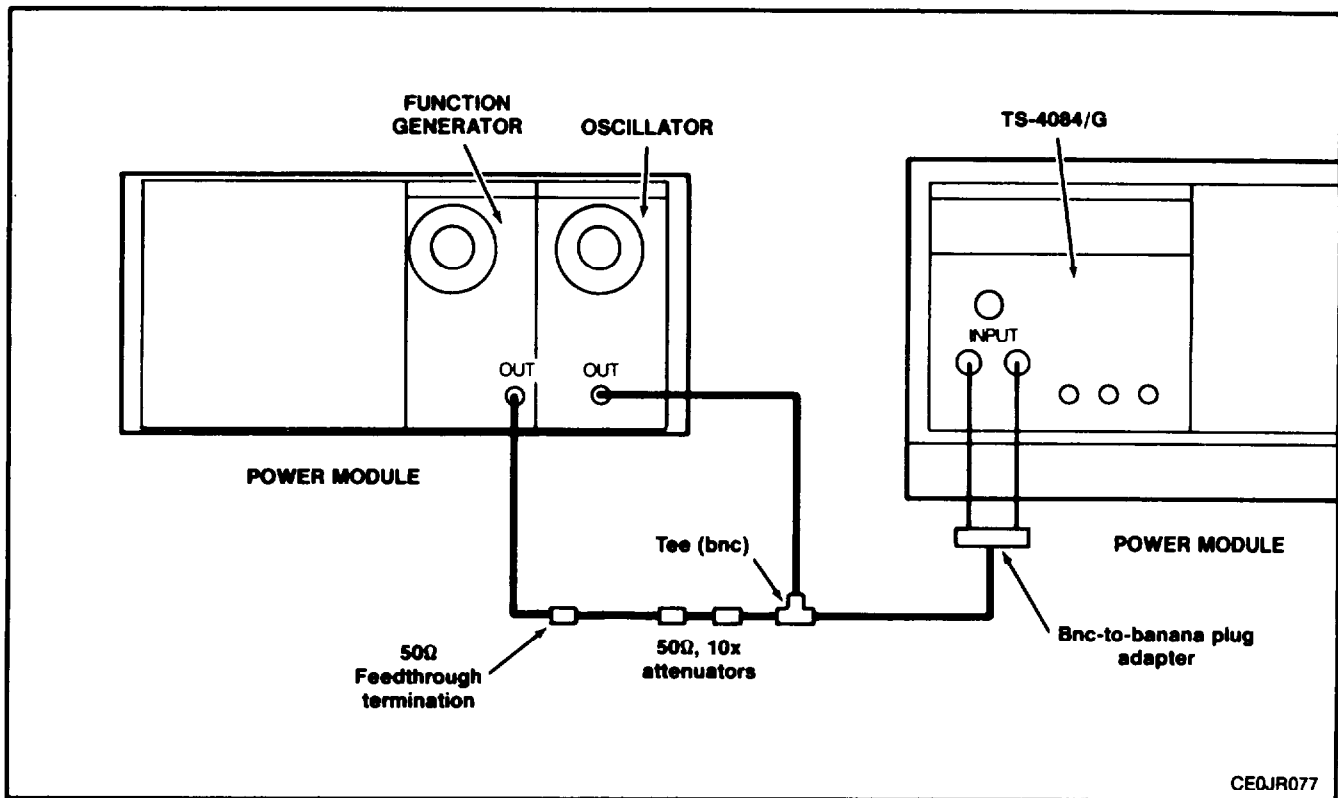 FUNCTION
GENERATOR
OSCILLATOR
TS-4084/G
OUT
OUT
INPUT
POWER MODULE
Tee (bnc)
POWER MODULE
50Ω
Feedthrough
termination
50Ω, 10x
attenuators
Bnc-to-banana plug
adapter
CE0JR077